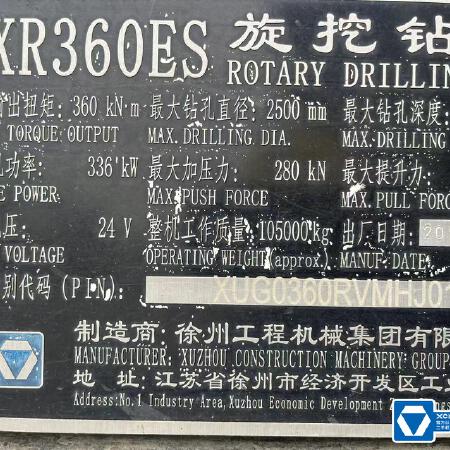 XR360ES 旋挖钻
ROTARY DRILLIN
出扭矩: 360 kN·m 最大钻孔直径: 2500 mm 最大钻孔深度:
TORQUE OUTPUT MAX. DRILLING DIA. MAX. DRILLING
功率: 336 kW 最大加压力: 280 kN 最大提升力:
POWER MAX. PUSH FORCE MAX. PULL FORC
压: 24 V 整机工作质量: 105000 kg 出厂日期: 20
VOLTAGE OPERATING WEIGHT (approx.) MANUF. DATE
别代码 (PIN): XUG0360RVMHJ0
制造商: 徐州工程机械集团有限
MANUFACTURER: XUZHOU CONSTRUCTION MACHINERY GROUP
地 址: 江苏省徐州市经济开发区工业
Address: No.1 Industry Area, Xuzhou Economic Development